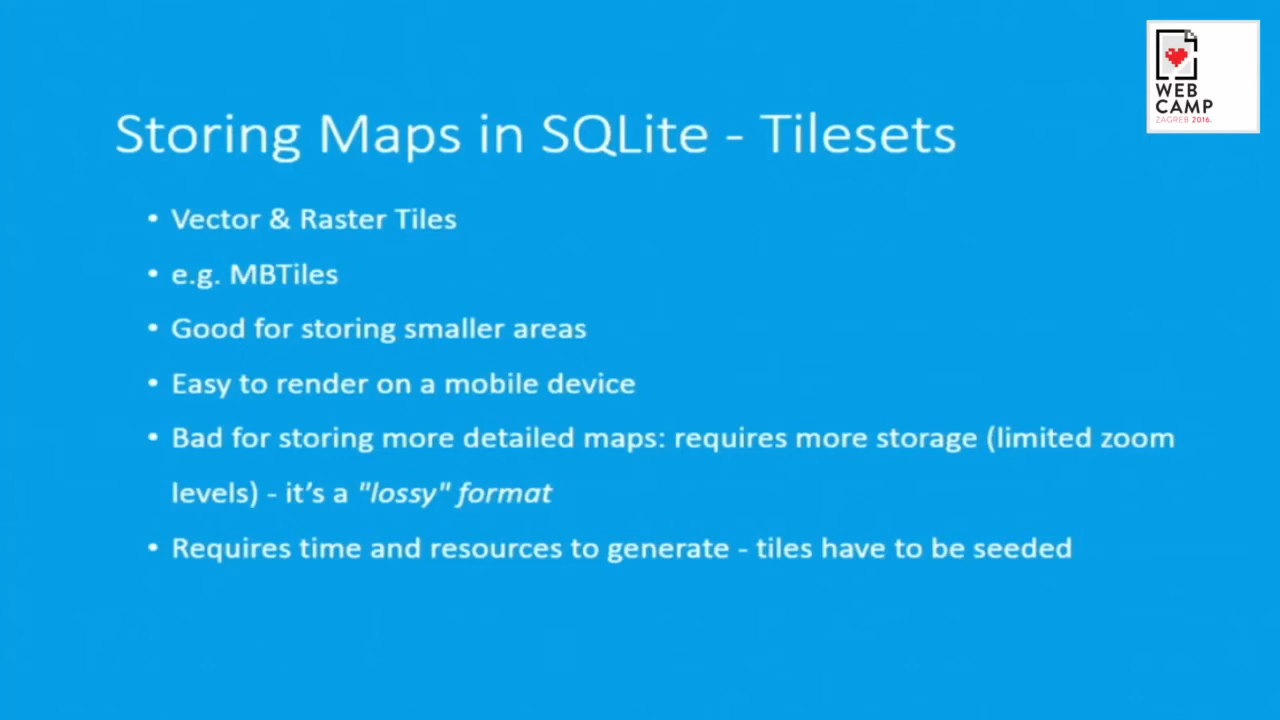 WEB
CAMP
ZAGREB 2016.
Storing Maps in SQLite - Tilesets
• Vector & Raster Tiles
• e.g. MBTiles
• Good for storing smaller areas
• Easy to render on a mobile device
• Bad for storing more detailed maps: requires more storage (limited zoom
levels) - it's a "lossy" format
• Requires time and resources to generate - tiles have to be seeded